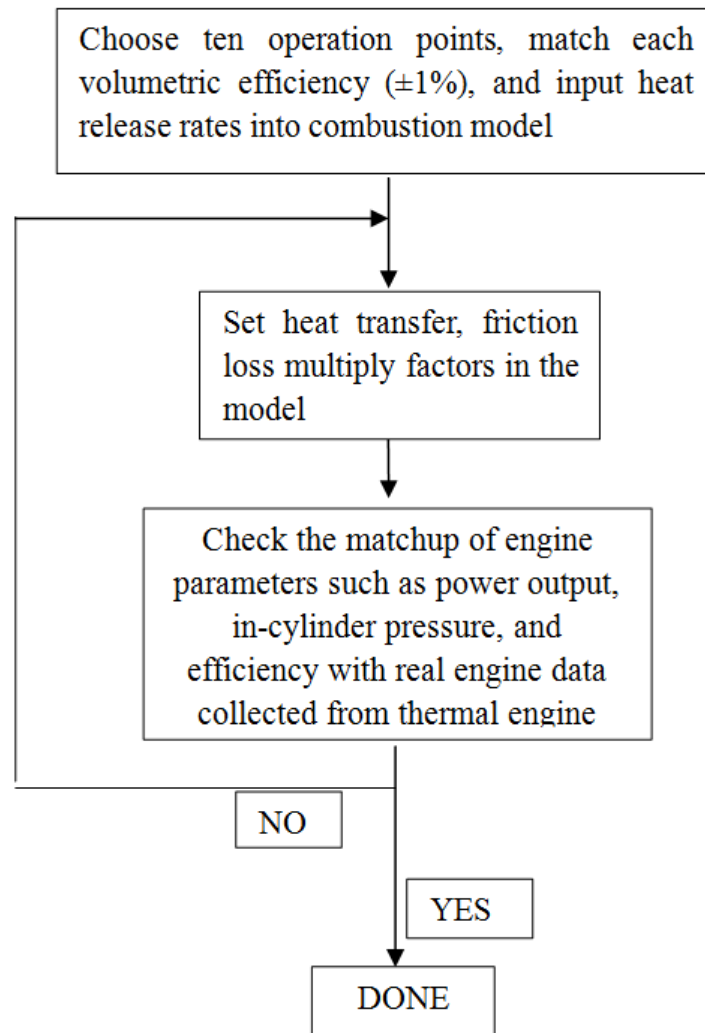 Choose ten operation points, match each
volumetric efficiency (±1%), and input heat
release rates into combustion model
Set heat transfer, friction
loss multiply factors in the
model
Check the matchup of engine
parameters such as power output,
in-cylinder pressure, and
efficiency with real engine data
collected from thermal engine
NO
YES
DONE